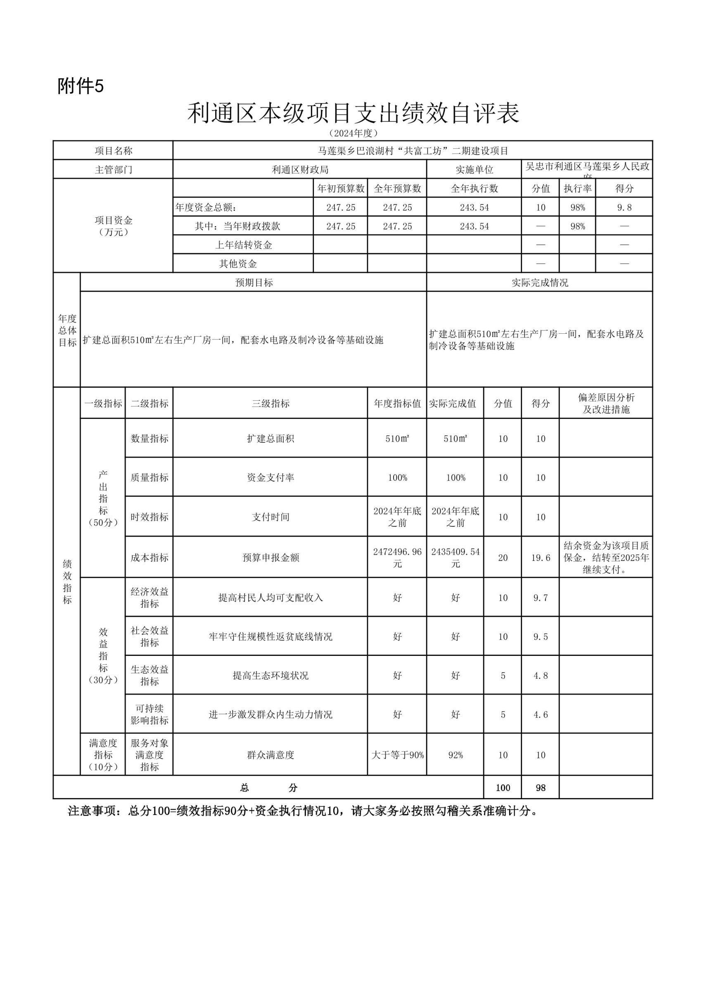 附件5
利通区本级项目支出绩效自评表
（2024年度）
项目名称 马莲渠乡巴浪湖村“共富工坊”二期建设项目
主管部门 利通区财政局 实施单位 吴忠市利通区马莲渠乡人民政府
项目资金
（万元）
年初预算数 全年预算数 全年执行数 分值 执行率 得分
年度资金总额： 247.25 247.25 243.54 10 98% 9.8
其中：当年财政拨款 247.25 247.25 243.54 — 98% —
上年结转资金 — —
其他资金 — —
年度
总体
目标
预期目标 实际完成情况
扩建总面积510㎡左右生产厂房一间，配套水电路及制冷设备等基础设施
扩建总面积510㎡左右生产厂房一间，配套水电路及
制冷设备等基础设施
绩
效
指
标
一级指标 二级指标 三级指标 年度指标值 实际完成值 分值 得分 偏差原因分析
及改进措施
产
出
指
标
（50分）
数量指标 扩建总面积 510㎡ 510㎡ 10 10
质量指标 资金支付率 100% 100% 10 10
时效指标 支付时间 2024年年底
之前
2024年年底
之前
10 10
成本指标 预算申报金额 2472496.96
元
2435409.54
元
20 19.6
结余资金为该项目质
保金，结转至2025年
继续支付。
效
益
指
标
（30分）
经济效益
指标
提高村民人均可支配收入 好 好 10 9.7
社会效益
指标
牢牢守住规模性返贫底线情况 好 好 10 9.5
生态效益
指标
提高生态环境状况 好 好 5 4.8
可持续
影响指标
进一步激发群众内生动力情况 好 好 5 4.6
满意度
指标
（10分）
服务对象
满意度
指标
群众满意度 大于等于90% 92% 10 10
总 分 100 98
注意事项：总分100=绩效指标90分+资金执行情况10，请大家务必按照勾稽关系准确计分。